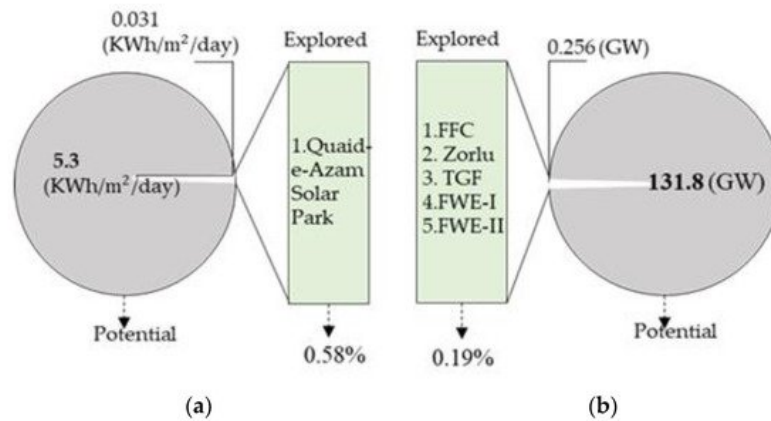 0.031
(KWh/m²/day)
5.3
(KWh/m²/day)
Potential
Explored
1.Quaid-
e-Azam
Solar
Park
0.58%
(a)
Explored
1.FFC
2. Zorlu
3. TGF
4.FWE-I
5.FWE-II
0.19%
0.256 (GW)
131.8 (GW)
Potential
(b)